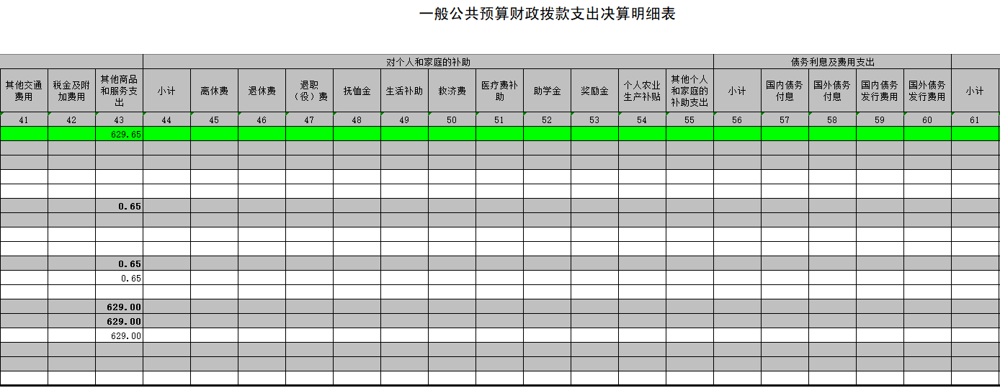 一般公共预算财政拨款支出决算明细表
对个人和家庭的补助 债务利息及费用支出
其他交通费用 税金及附加费用 其他商品和服务支出 小计 离休费 退休费 退职（役）费 抚恤金 生活补助 救济费 医疗费补助 助学金 奖励金 个人农业生产补贴 其他个人和家庭的补助支出 小计 国内债务付息 国外债务付息 国内债务发行费用 国外债务发行费用 小计
41 42 43 44 45 46 47 48 49 50 51 52 53 54 55 56 57 58 59 60 61
629.65
0.65
0.65
0.65
629.00
629.00
629.00